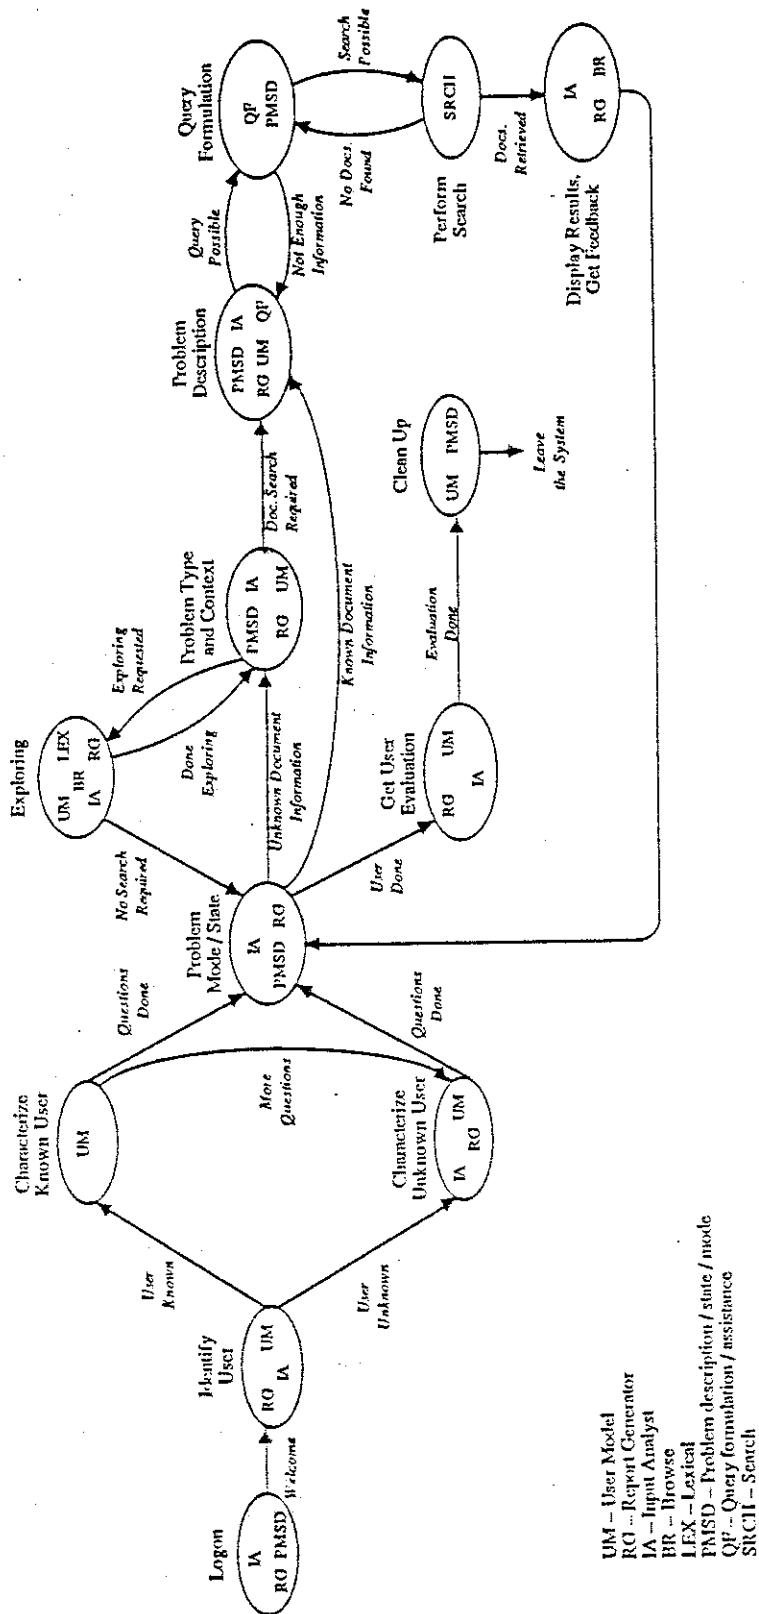 Logon
IA
RG PMSD
Welcome
Identify
User
RG UM
IA
User
Known
User
Unknown
Characterize
Known User
UM
Characterize
Unknown User
IA UM
RG
More
Questions
Questions
Done
Questions
Done
Problem
Mode / State
IA
PMSD RG
No Search
Required
Exploring
UM LEX
BR
IA RG
Exploring
Requested
Done
Exploring
Unknown Document
Information
Known Document
Information
User
Done
Problem Type
and Context
PMSD IA
RG UM
Doc. Search
Required
Get User
Evaluation
RG UM
IA
Evaluation
Done
Clean Up
UM PMSD
Leave
the System
Problem
Description
PMSD IA
RG UM QF
Query
Possible
Not Enough
Information
Query
Formulation
QF
PMSD
Search
Possible
No Docs.
Found
Perform
Search
SRCH
Docs.
Retrieved
Display Results,
Get Feedback
IA
RG BR
UM – User Model
RG – Report Generator
IA – Input Analyst
BR – Browse
LEX – Lexical
PMSD – Problem description / state / mode
QF – Query formulation / assistance
SRCH – Search